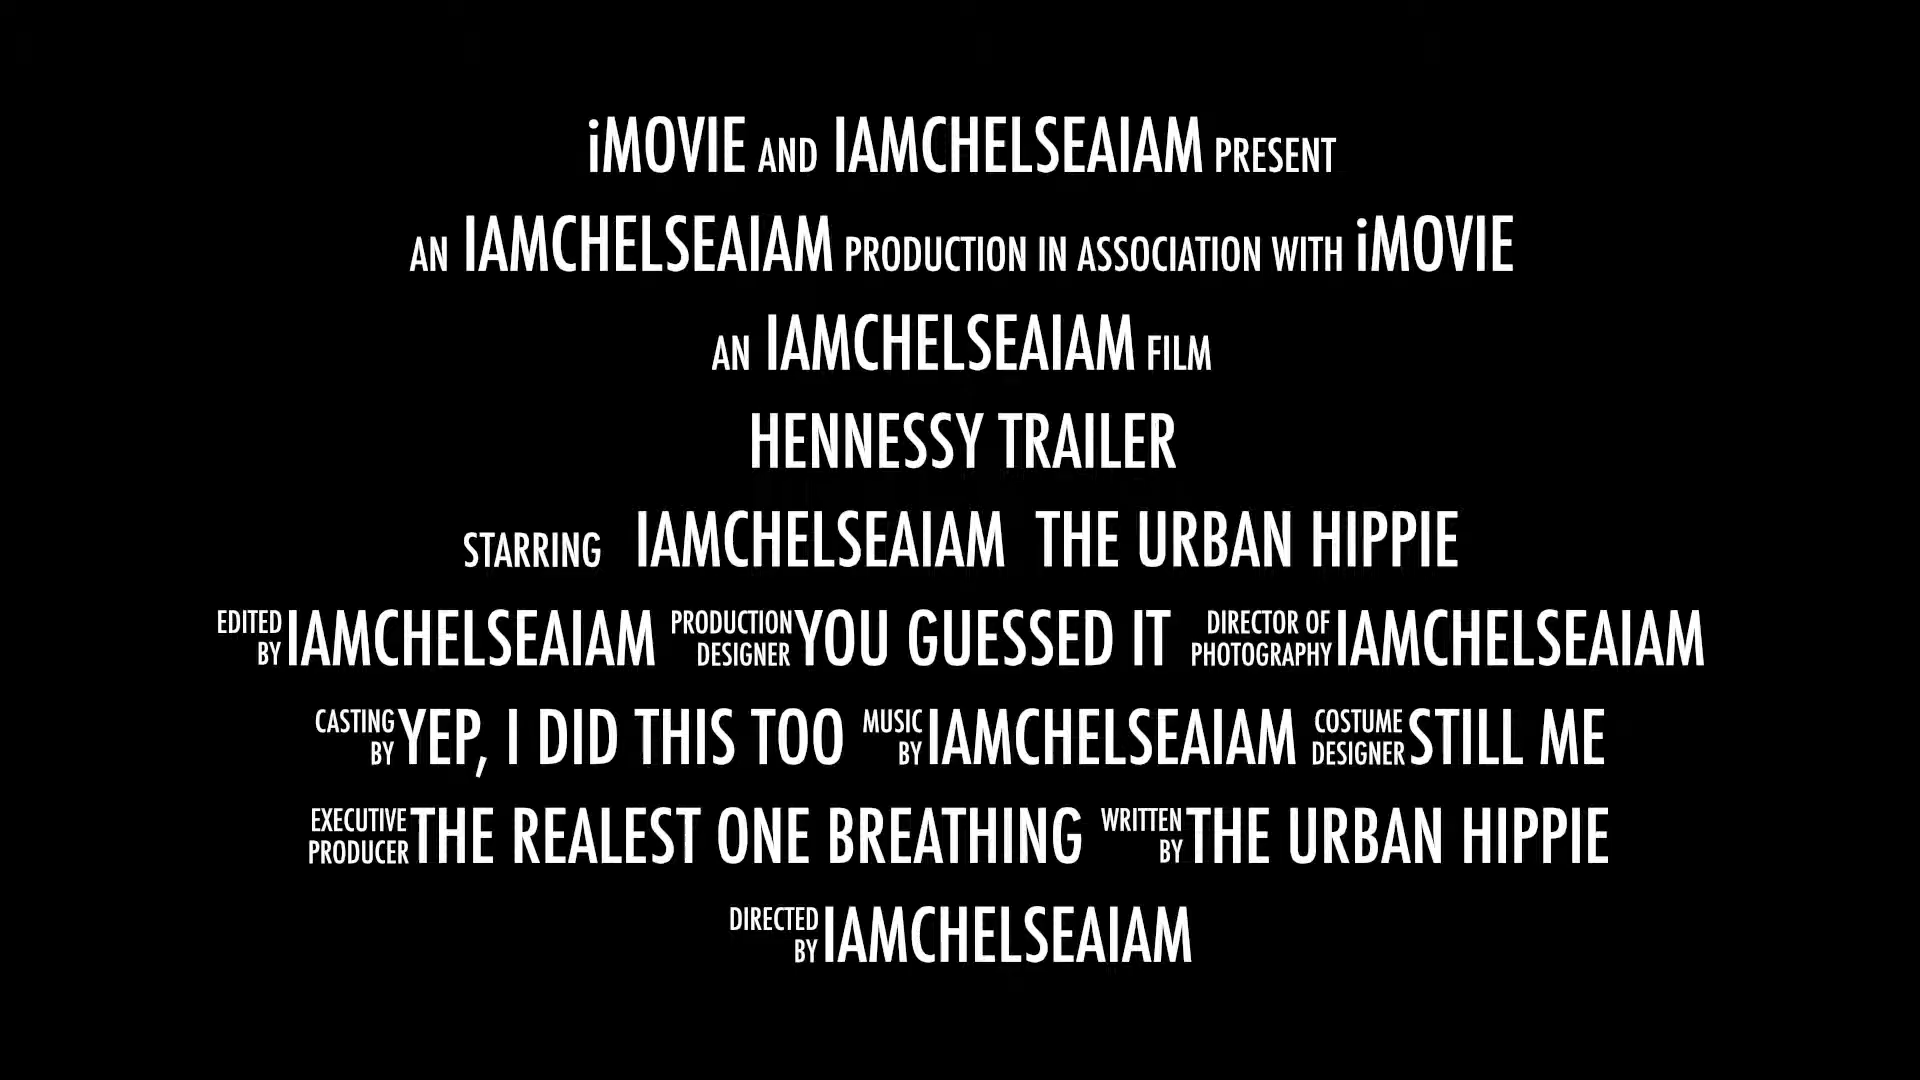 iMOVIE AND IAMCHELSEAIAM PRESENT
AN IAMCHELSEAIAM PRODUCTION IN ASSOCIATION WITH iMOVIE
AN IAMCHELSEAIAM FILM
HENNESSY TRAILER
STARRING IAMCHELSEAIAM THE URBAN HIPPIE
EDITED BY IAMCHELSEAIAM PRODUCTION DESIGNER YOU GUESSED IT DIRECTOR OF PHOTOGRAPHY IAMCHELSEAIAM
CASTING BY YEP, I DID THIS TOO MUSIC BY IAMCHELSEAIAM COSTUME DESIGNER STILL ME
EXECUTIVE PRODUCER THE REALEST ONE BREATHING WRITTEN BY THE URBAN HIPPIE
DIRECTED BY IAMCHELSEAIAM